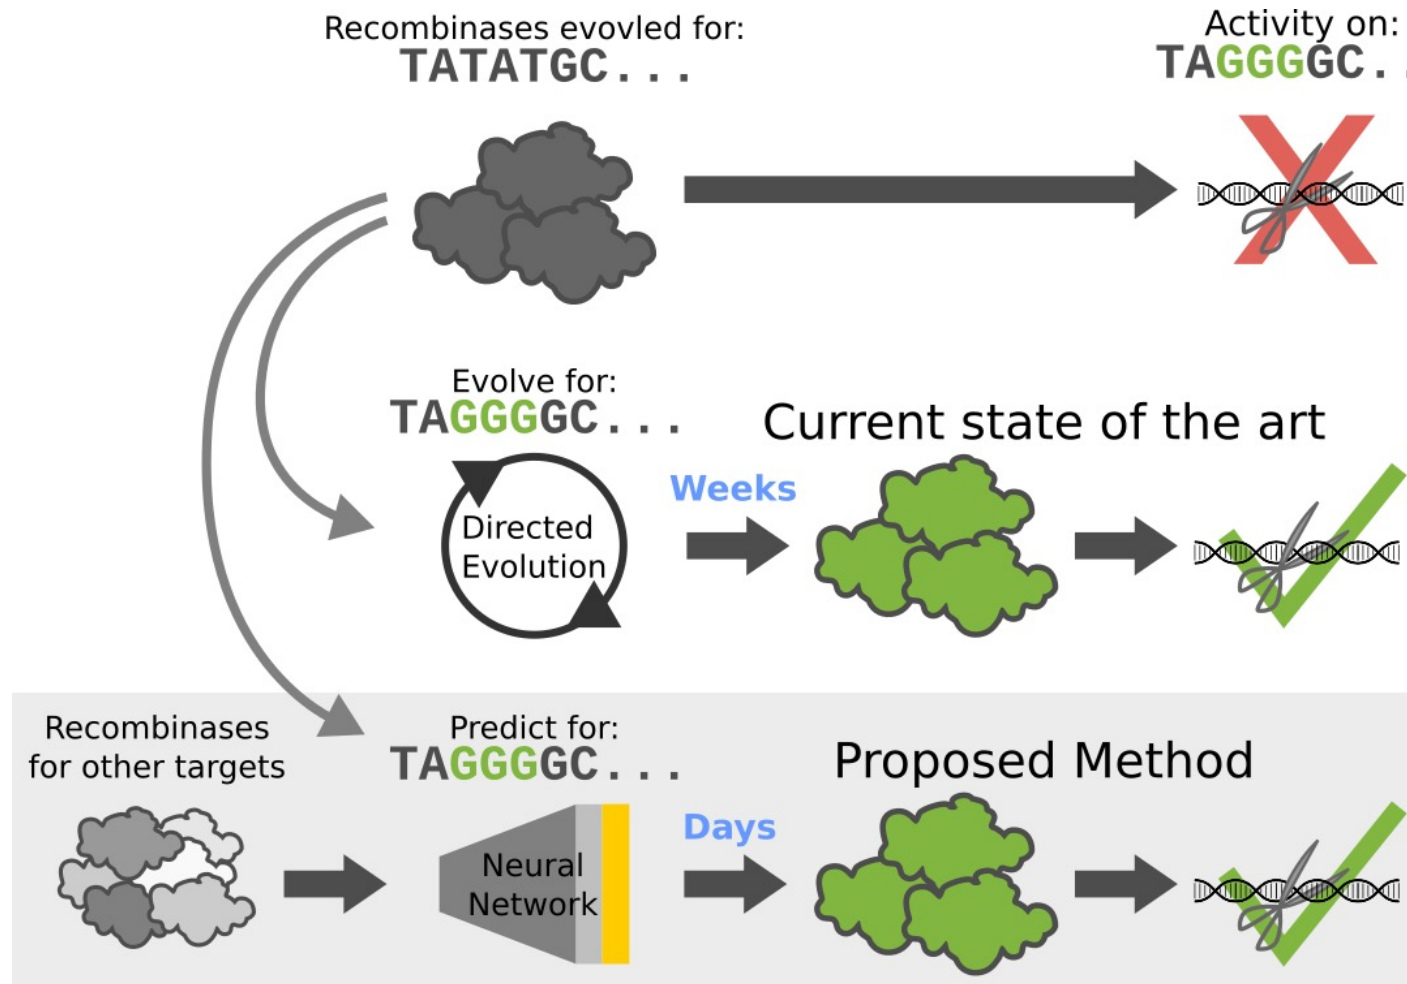 Recombinases evovled for:
TATATGC...
Activity on:
TAGGGGC..
Evolve for:
TAGGGGC...
Current state of the art
Directed
Evolution
Weeks
Recombinases
for other targets
Predict for:
TAGGGGC...
Proposed Method
Neural
Network
Days